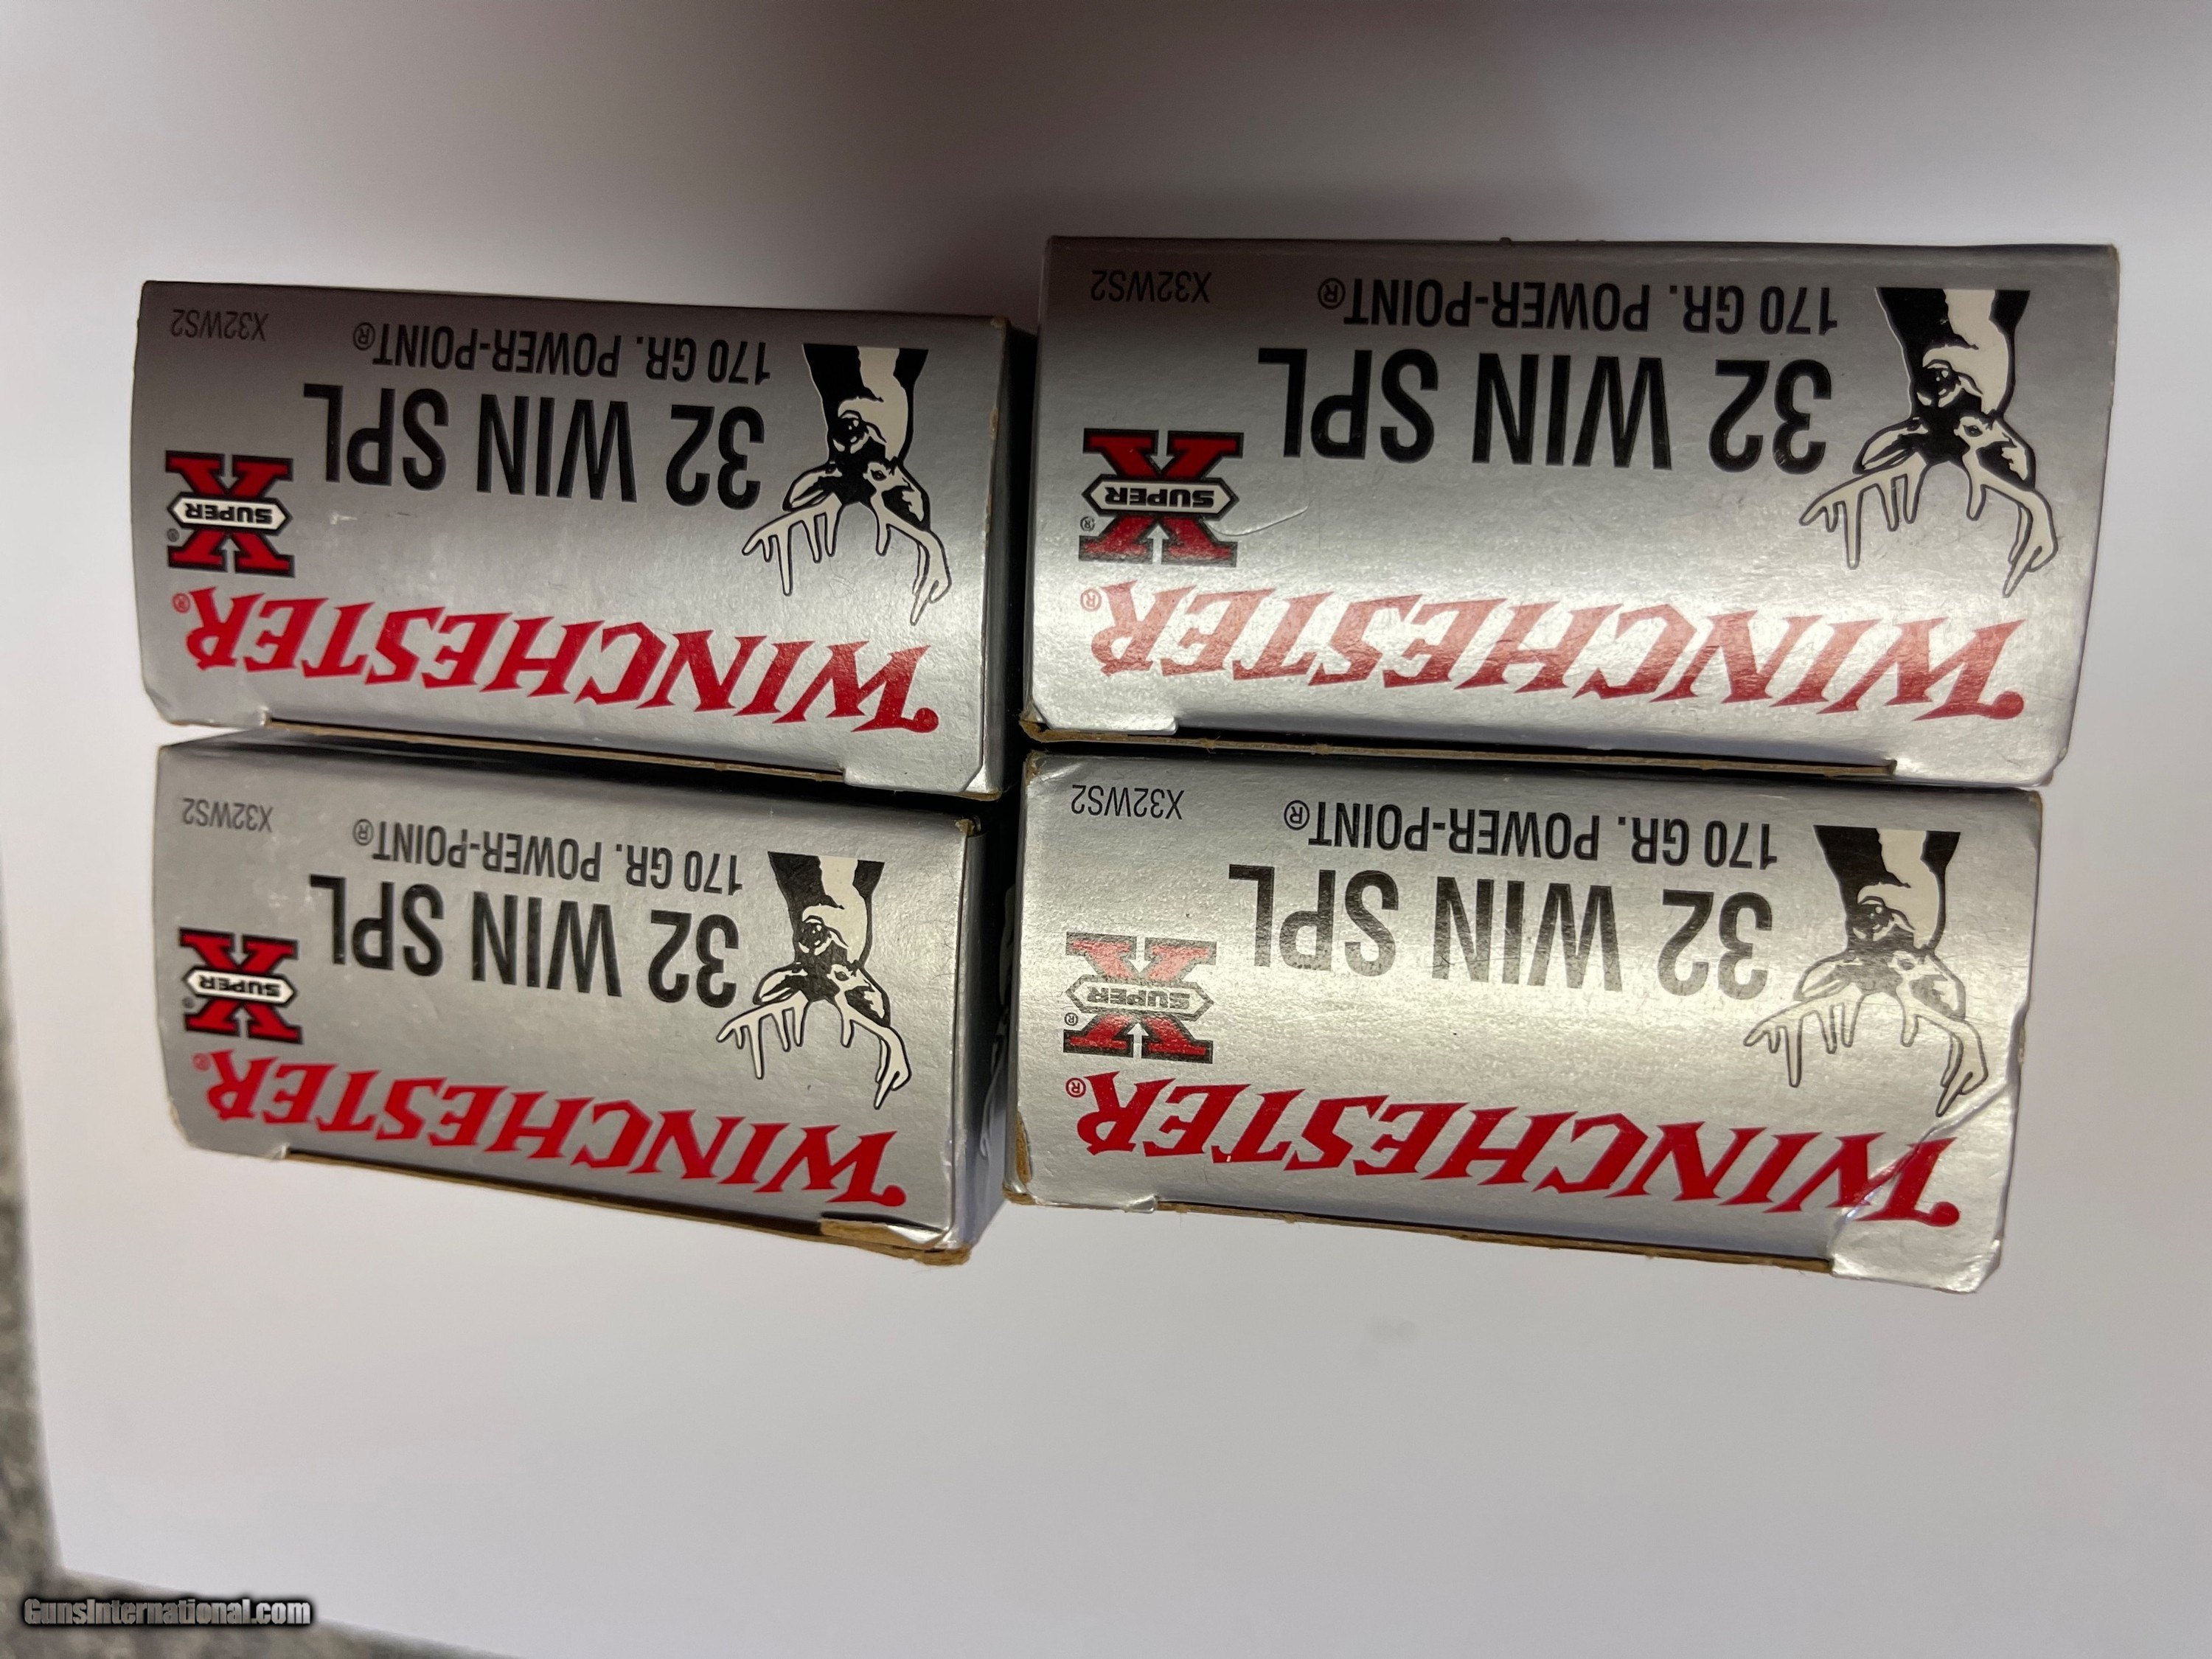 WINCHESTER®
SUPER X®
32 WIN SPL
170 GR. POWER-POINT®
X32WS2
WINCHESTER®
SUPER X®
32 WIN SPL
170 GR. POWER-POINT®
X32WS2
WINCHESTER®
SUPER X®
32 WIN SPL
170 GR. POWER-POINT®
X32WS2
WINCHESTER®
SUPER X®
32 WIN SPL
170 GR. POWER-POINT®
X32WS2
GunsInternational.com